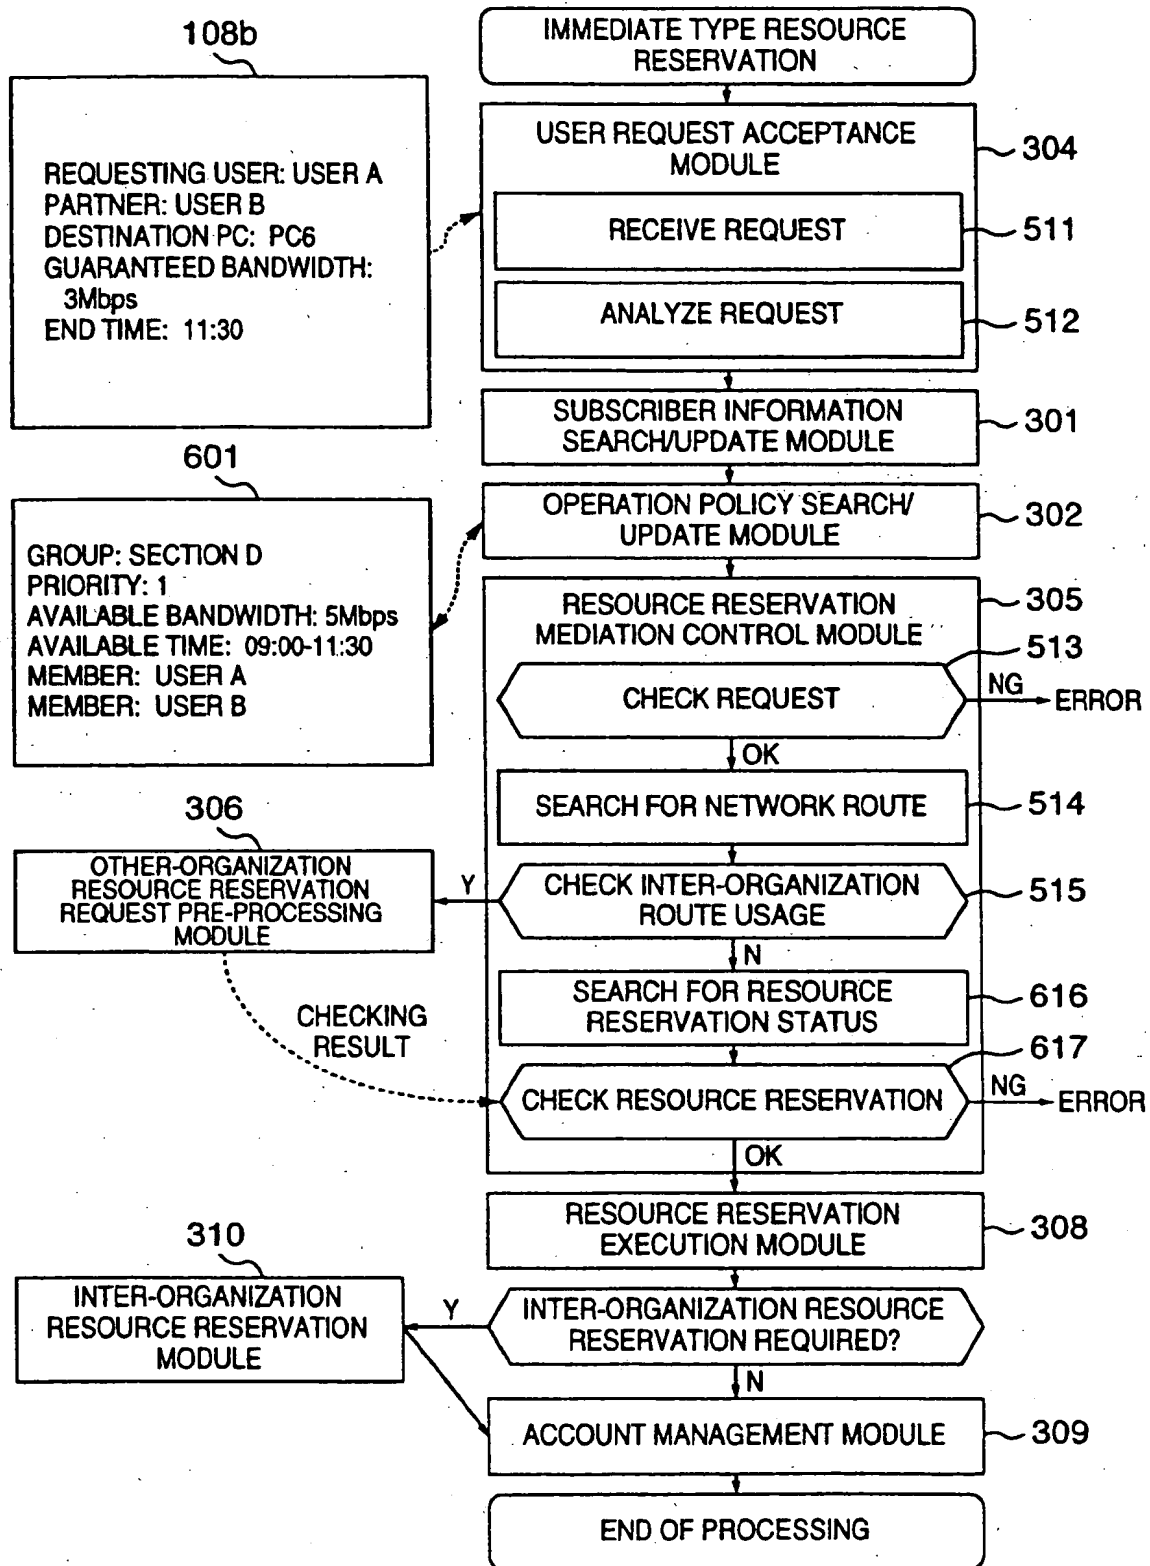 IMMEDIATE TYPE RESOURCE
RESERVATION
108b
REQUESTING USER: USER A
PARTNER: USER B
DESTINATION PC: PC6
GUARANTEED BANDWIDTH:
3Mbps
END TIME: 11:30
USER REQUEST ACCEPTANCE
MODULE
304
RECEIVE REQUEST
511
ANALYZE REQUEST
512
SUBSCRIBER INFORMATION
SEARCH/UPDATE MODULE
301
601
GROUP: SECTION D
PRIORITY: 1
AVAILABLE BANDWIDTH: 5Mbps
AVAILABLE TIME: 09:00-11:30
MEMBER: USER A
MEMBER: USER B
OPERATION POLICY SEARCH/
UPDATE MODULE
302
RESOURCE RESERVATION
MEDIATION CONTROL MODULE
305
513
CHECK REQUEST
NG
ERROR
OK
SEARCH FOR NETWORK ROUTE
514
306
OTHER-ORGANIZATION
RESOURCE RESERVATION
REQUEST PRE-PROCESSING
MODULE
Y
CHECK INTER-ORGANIZATION
ROUTE USAGE
515
N
SEARCH FOR RESOURCE
RESERVATION STATUS
616
CHECKING
RESULT
617
CHECK RESOURCE RESERVATION
NG
ERROR
OK
RESOURCE RESERVATION
EXECUTION MODULE
308
310
INTER-ORGANIZATION
RESOURCE RESERVATION
MODULE
Y
INTER-ORGANIZATION RESOURCE
RESERVATION REQUIRED?
N
ACCOUNT MANAGEMENT MODULE
309
END OF PROCESSING